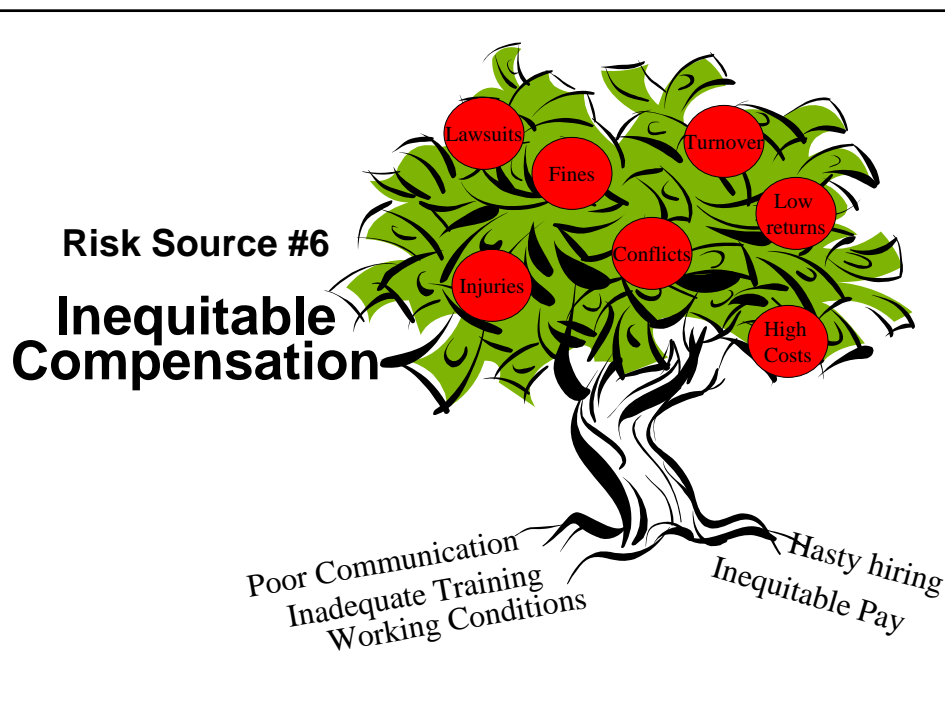 Risk Source #6
Inequitable
Compensation
Lawsuits
Fines
Turnover
Low
returns
Conflicts
Injuries
High
Costs
Poor Communication
Inadequate Training
Working Conditions
Hasty hiring
Inequitable Pay